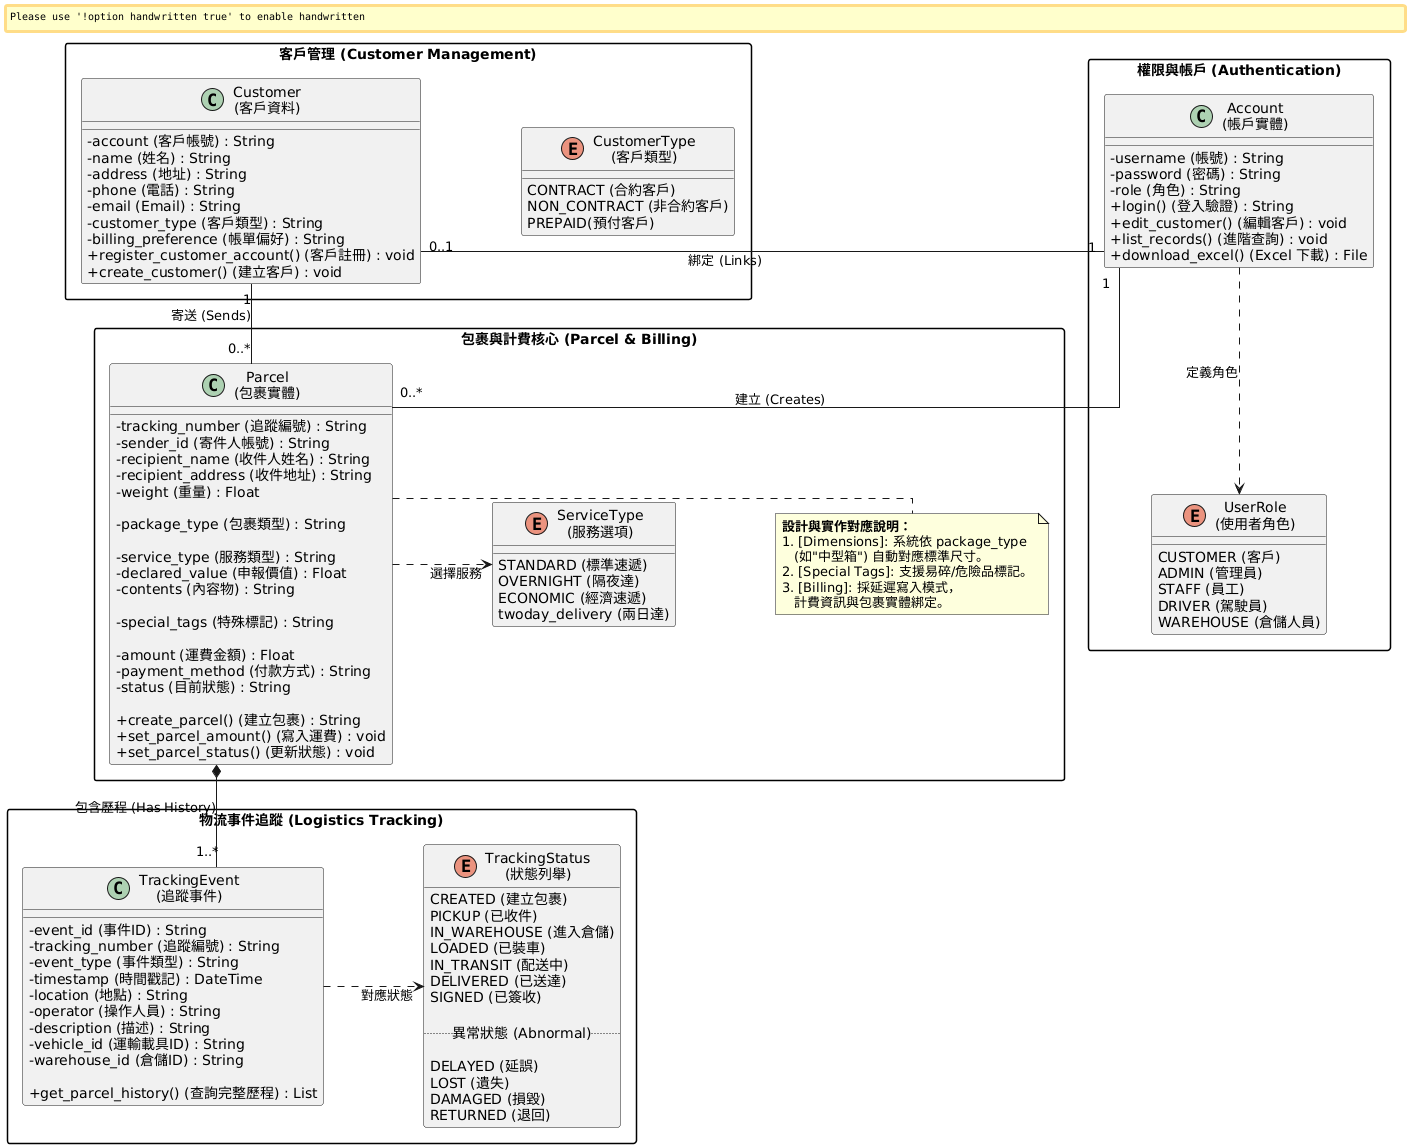 Please use '!option handwritten true' to enable handwritten
客戶管理 (Customer Management)
C Customer
(客戶資料)
-account (客戶帳號) : String
-name (姓名) : String
-address (地址) : String
-phone (電話) : String
-email (Email) : String
-customer_type (客戶類型) : String
-billing_preference (帳單偏好) : String
+register_customer_account() (客戶註冊) : void
+create_customer() (建立客戶) : void
E CustomerType
(客戶類型)
CONTRACT (合約客戶)
NON_CONTRACT (非合約客戶)
PREPAID(預付客戶)
權限與帳戶 (Authentication)
C Account
(帳戶實體)
-username (帳號) : String
-password (密碼) : String
-role (角色) : String
+login() (登入驗證) : String
+edit_customer() (編輯客戶) : void
+list_records() (進階查詢) : void
+download_excel() (Excel 下載) : File
0..1
1
綁定 (Links)
1
寄送 (Sends)
0..*
1
0..*
建立 (Creates)
定義角色
E UserRole
(使用者角色)
CUSTOMER (客戶)
ADMIN (管理員)
STAFF (員工)
DRIVER (駕駛員)
WAREHOUSE (倉儲人員)
包裹與計費核心 (Parcel & Billing)
C Parcel
(包裹實體)
-tracking_number (追蹤編號) : String
-sender_id (寄件人帳號) : String
-recipient_name (收件人姓名) : String
-recipient_address (收件地址) : String
-weight (重量) : Float
-package_type (包裹類型) : String
-service_type (服務類型) : String
-declared_value (申報價值) : Float
-contents (內容物) : String
-special_tags (特殊標記) : String
-amount (運費金額) : Float
-payment_method (付款方式) : String
-status (目前狀態) : String
+create_parcel() (建立包裹) : String
+set_parcel_amount() (寫入運費) : void
+set_parcel_status() (更新狀態) : void
選擇服務
E ServiceType
(服務選項)
STANDARD (標準速遞)
OVERNIGHT (隔夜達)
ECONOMIC (經濟速遞)
twoday_delivery (兩日達)
設計與實作對應說明：
1. [Dimensions]: 系統依 package_type
(如"中型箱") 自動對應標準尺寸。
2. [Special Tags]: 支援易碎/危險品標記。
3. [Billing]: 採延遲寫入模式，
計費資訊與包裹實體綁定。
包含歷程 (Has History)
1..*
物流事件追蹤 (Logistics Tracking)
C TrackingEvent
(追蹤事件)
-event_id (事件ID) : String
-tracking_number (追蹤編號) : String
-event_type (事件類型) : String
-timestamp (時間戳記) : DateTime
-location (地點) : String
-operator (操作人員) : String
-description (描述) : String
-vehicle_id (運輸載具ID) : String
-warehouse_id (倉儲ID) : String
+get_parcel_history() (查詢完整歷程) : List
對應狀態
E TrackingStatus
(狀態列舉)
CREATED (建立包裹)
PICKUP (已收件)
IN_WAREHOUSE (進入倉儲)
LOADED (已裝車)
IN_TRANSIT (配送中)
DELIVERED (已送達)
SIGNED (已簽收)
異常狀態 (Abnormal)
DELAYED (延誤)
LOST (遺失)
DAMAGED (損毀)
RETURNED (退回)